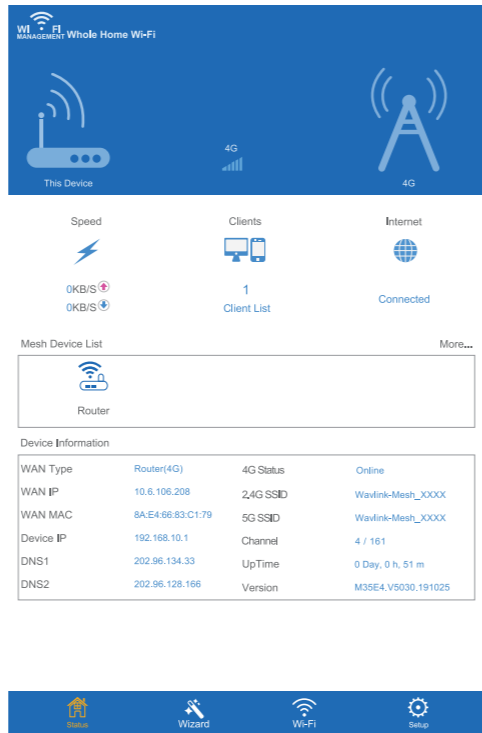 WI FI
MANAGEMENT Whole Home Wi-Fi
4G
This Device
4G
Speed
Clients
Internet
0KB/S
0KB/S
1
Client List
Connected
Mesh Device List
More...
Router
Device Information
WAN Type Router(4G) 4G Status Online
WAN IP 10.6.106.208 2,4G SSID Wavlink-Mesh_XXXX
WAN MAC 8A:E4:66:83:C1:79 5G SSID Wavlink-Mesh_XXXX
Device IP 192.168.10.1 Channel 4 / 161
DNS1 202.96.134.33 UpTime 0 Day, 0 h, 51 m
DNS2 202.96.128.166 Version M35E4,V5030,191025
Status
Wizard
Wi-Fi
Setup